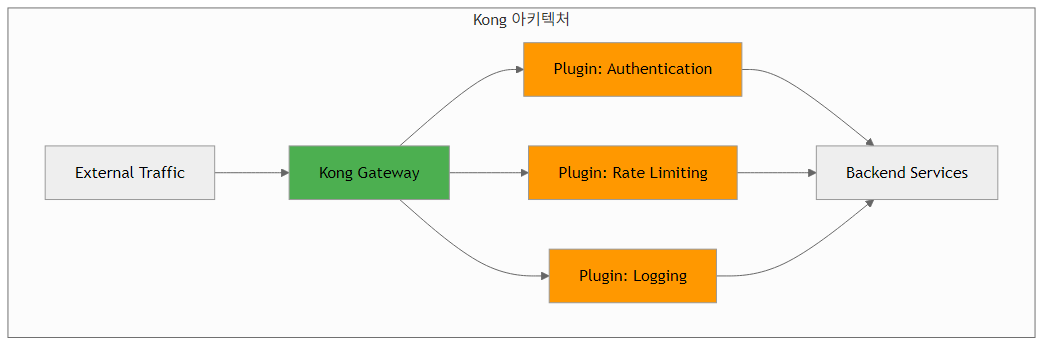 Kong 아키텍처
External Traffic
Kong Gateway
Plugin: Authentication
Plugin: Rate Limiting
Plugin: Logging
Backend Services